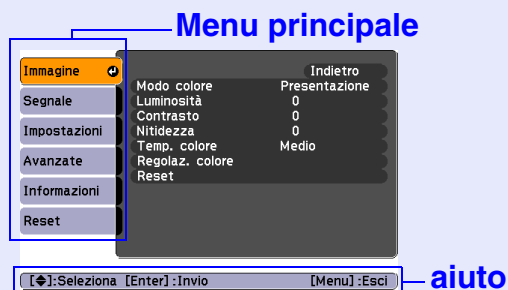 Menu principale
Immagine
Segnale
Impostazioni
Avanzate
Informazioni
Reset
Indietro
Modo colore Presentazione
Luminosità 0
Contrasto 0
Nitidezza 0
Temp. colore Medio
Regolaz. colore
Reset
[◆]:Seleziona [Enter]:Invio [Menu]:Esci
aiuto